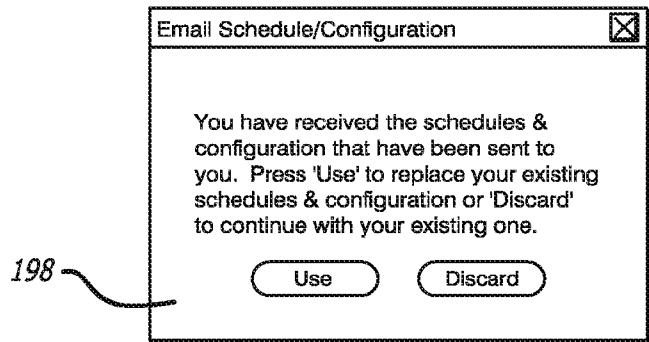 Email Schedule/Configuration
You have received the schedules &
configuration that have been sent to
you. Press 'Use' to replace your existing
schedules & configuration or 'Discard'
to continue with your existing one.
198
Use Discard